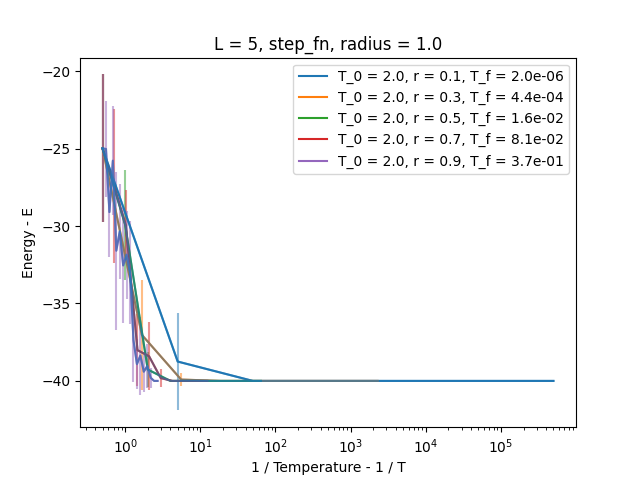 L = 5, step_fn, radius = 1.0
T_0 = 2.0, r = 0.1, T_f = 2.0e-06
T_0 = 2.0, r = 0.3, T_f = 4.4e-04
T_0 = 2.0, r = 0.5, T_f = 1.6e-02
T_0 = 2.0, r = 0.7, T_f = 8.1e-02
T_0 = 2.0, r = 0.9, T_f = 3.7e-01
Energy - E
−20
−25
−30
−35
−40
10⁰ 10¹ 10² 10³ 10⁴ 10⁵
1 / Temperature - 1 / T